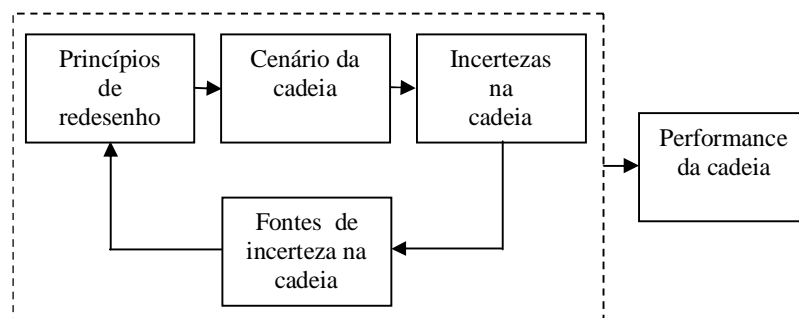 Princípios
de
redesenho
Cenário da
cadeia
Incertezas
na
cadeia
Performance
da cadeia
Fontes de
incerteza na
cadeia